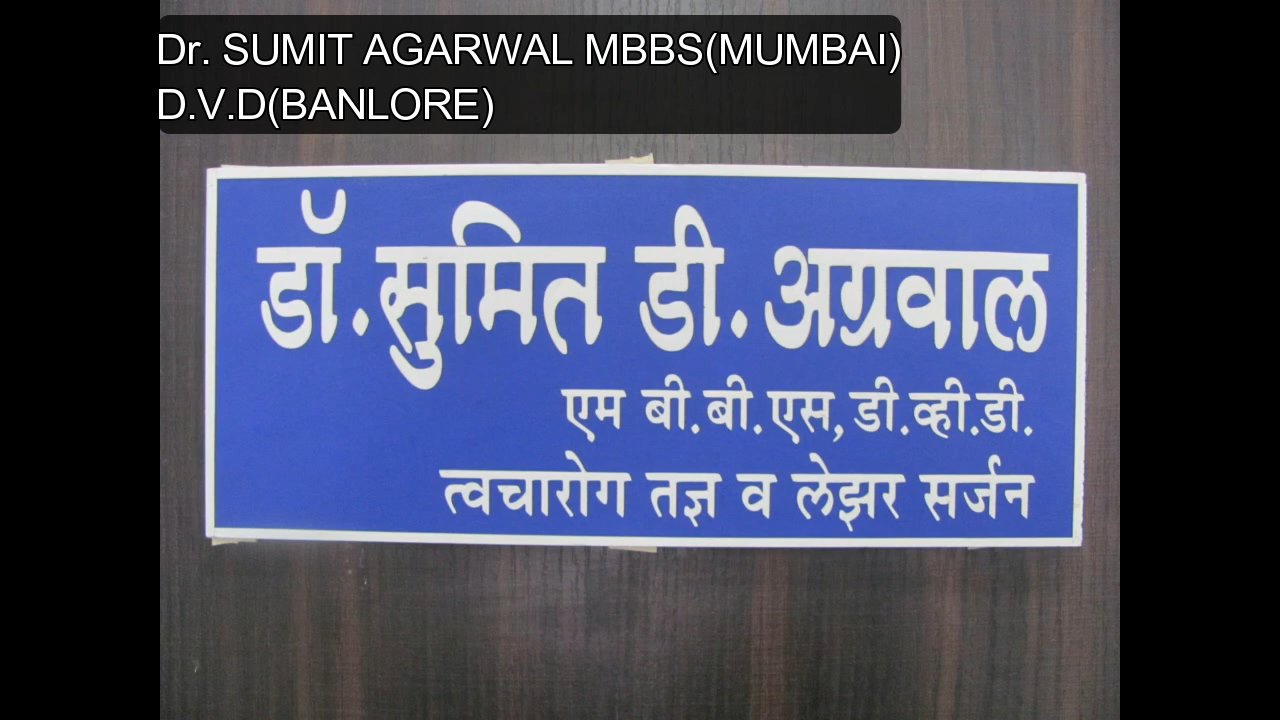 Dr. SUMIT AGARWAL MBBS(MUMBAI)
D.V.D(BANLORE)
डॉ.सुमित डी.अग्रवाल
एम बी.बी.एस,डी.व्ही.डी.
त्वचारोग तज्ञ व लेझर सर्जन